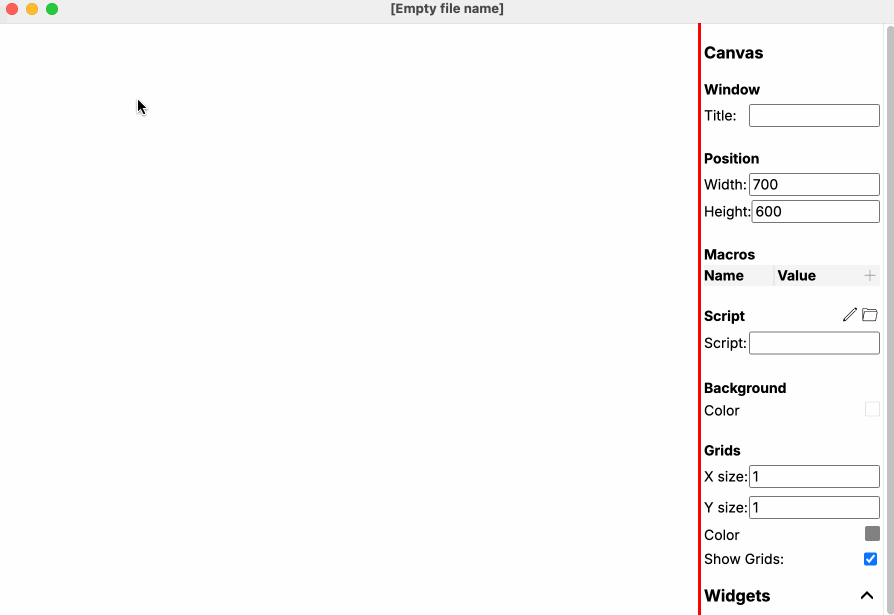 [Empty file name]
Canvas
Window
Title:
Position
Width: 700
Height: 600
Macros
Name Value
Script
Script:
Background
Color
Grids
X size: 1
Y size: 1
Color
Show Grids:
Widgets